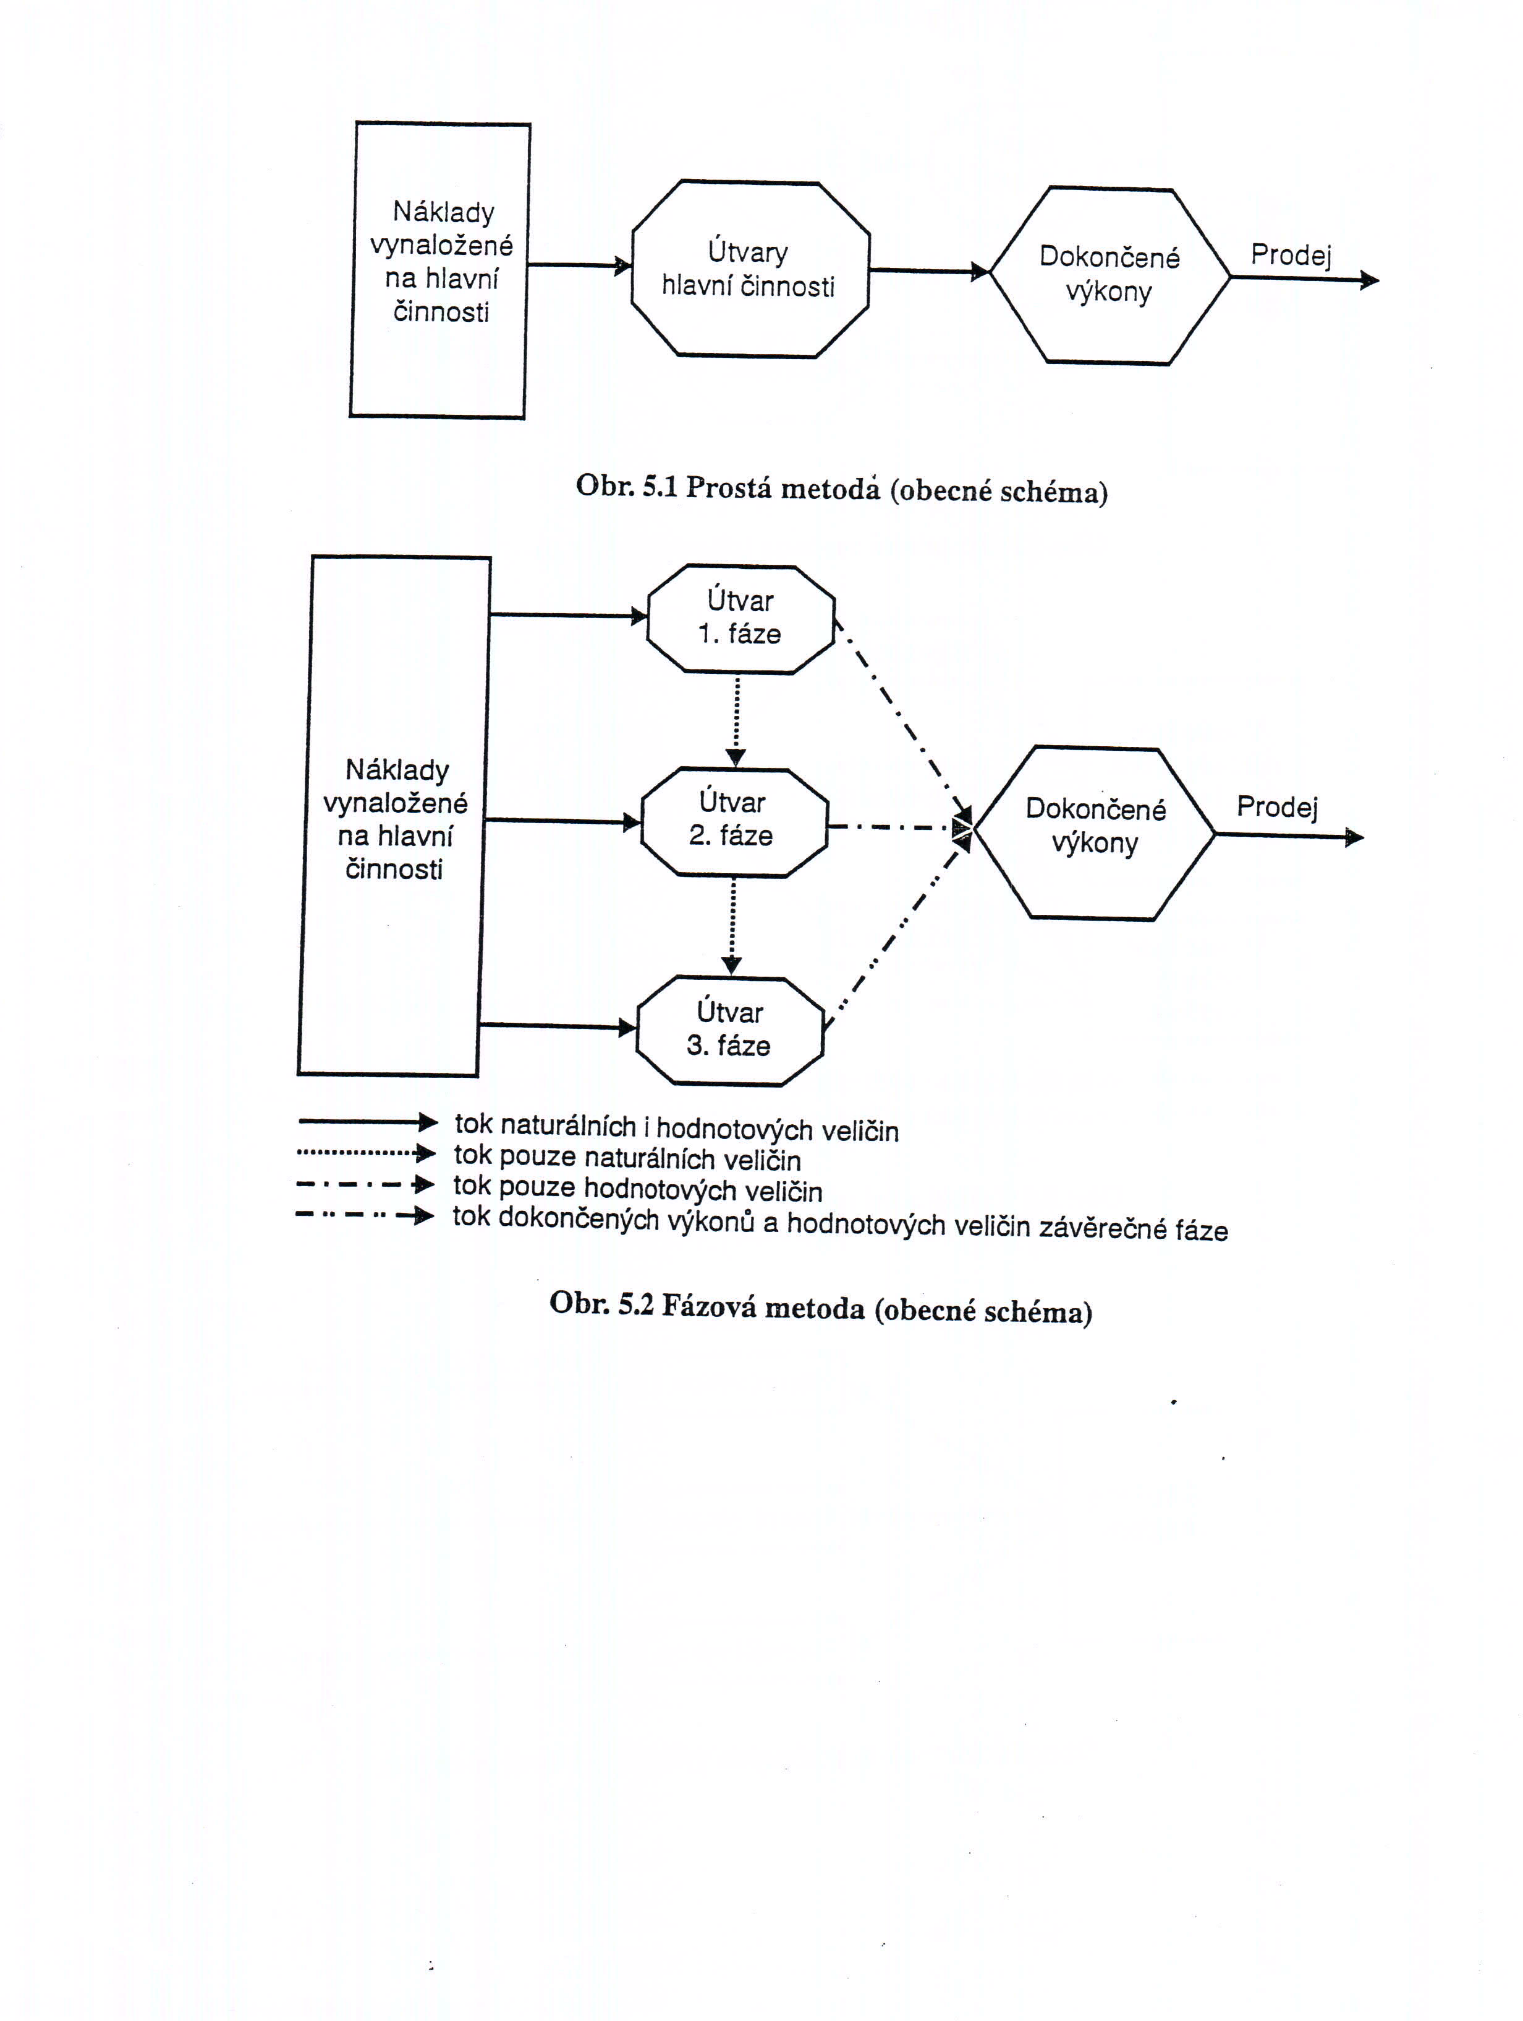 Náklady
vynaložené
na hlavní
činnosti
Útvary
hlavní činnosti
Dokončené
výkony
Prodej
Obr. 5.1 Prostá metoda (obecné schéma)
Náklady
vynaložené
na hlavní
činnosti
Útvar
1. fáze
Útvar
2. fáze
Útvar
3. fáze
Dokončené
výkony
Prodej
tok naturálních i hodnotových veličin
tok pouze naturálních veličin
tok pouze hodnotových veličin
tok dokončených výkonů a hodnotových veličin závěrečné fáze
Obr. 5.2 Fázová metoda (obecné schéma)